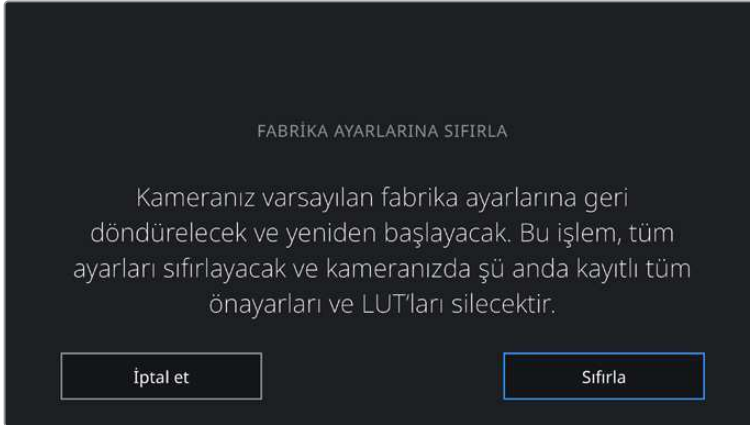 FABRİKA AYARLARINA SIFIRLA
Kameranız varsayılan fabrika ayarlarına geri
döndürelecek ve yeniden başlayacak. Bu işlem, tüm
ayarları sıfırlayacak ve kameranızda şü anda kayıtlı tüm
önayarları ve LUT'ları silecektir.
İptal et
Sıfırla